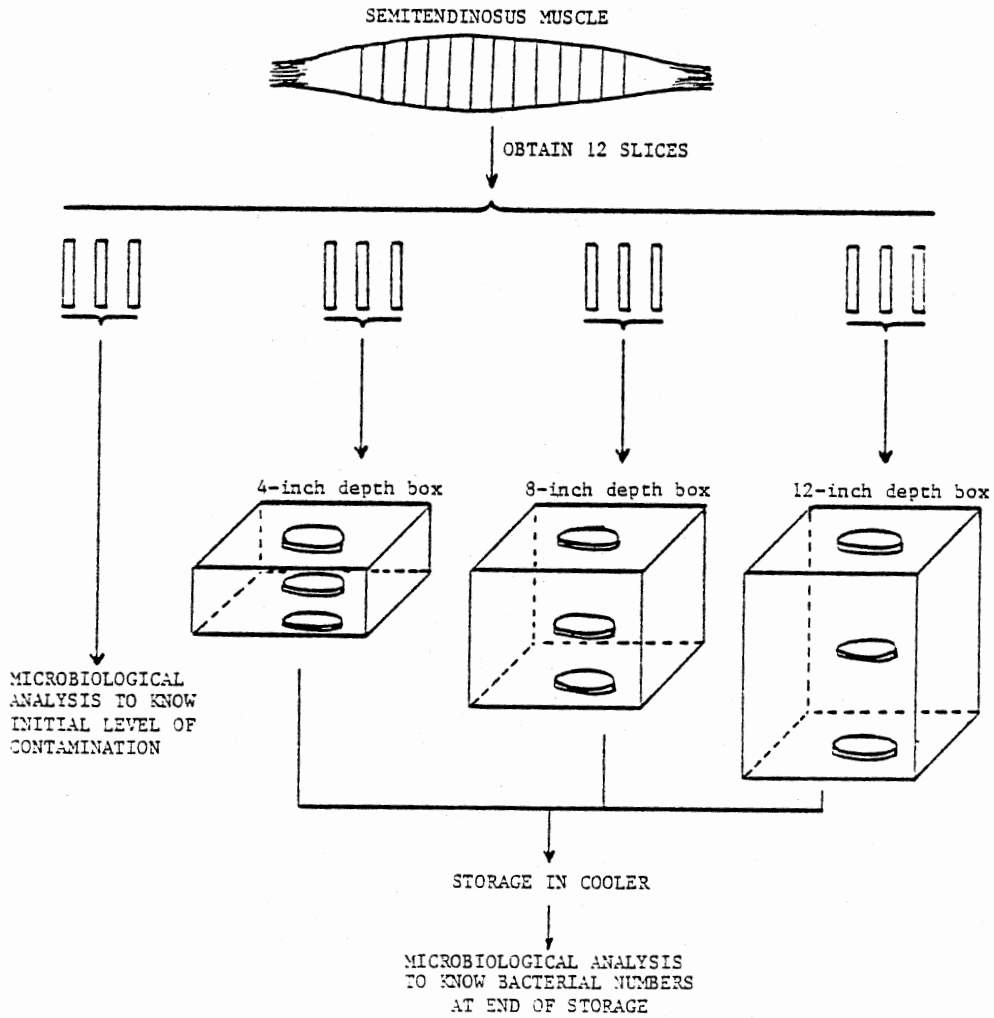 SEMITENDINOSUS MUSCLE
OBTAIN 12 SLICES
4-inch depth box
8-inch depth box
12-inch depth box
MICROBIOLOGICAL
ANALYSIS TO KNOW
INITIAL LEVEL OF
CONTAMINATION
STORAGE IN COOLER
MICROBIOLOGICAL ANALYSIS
TO KNOW BACTERIAL NUMBERS
AT END OF STORAGE